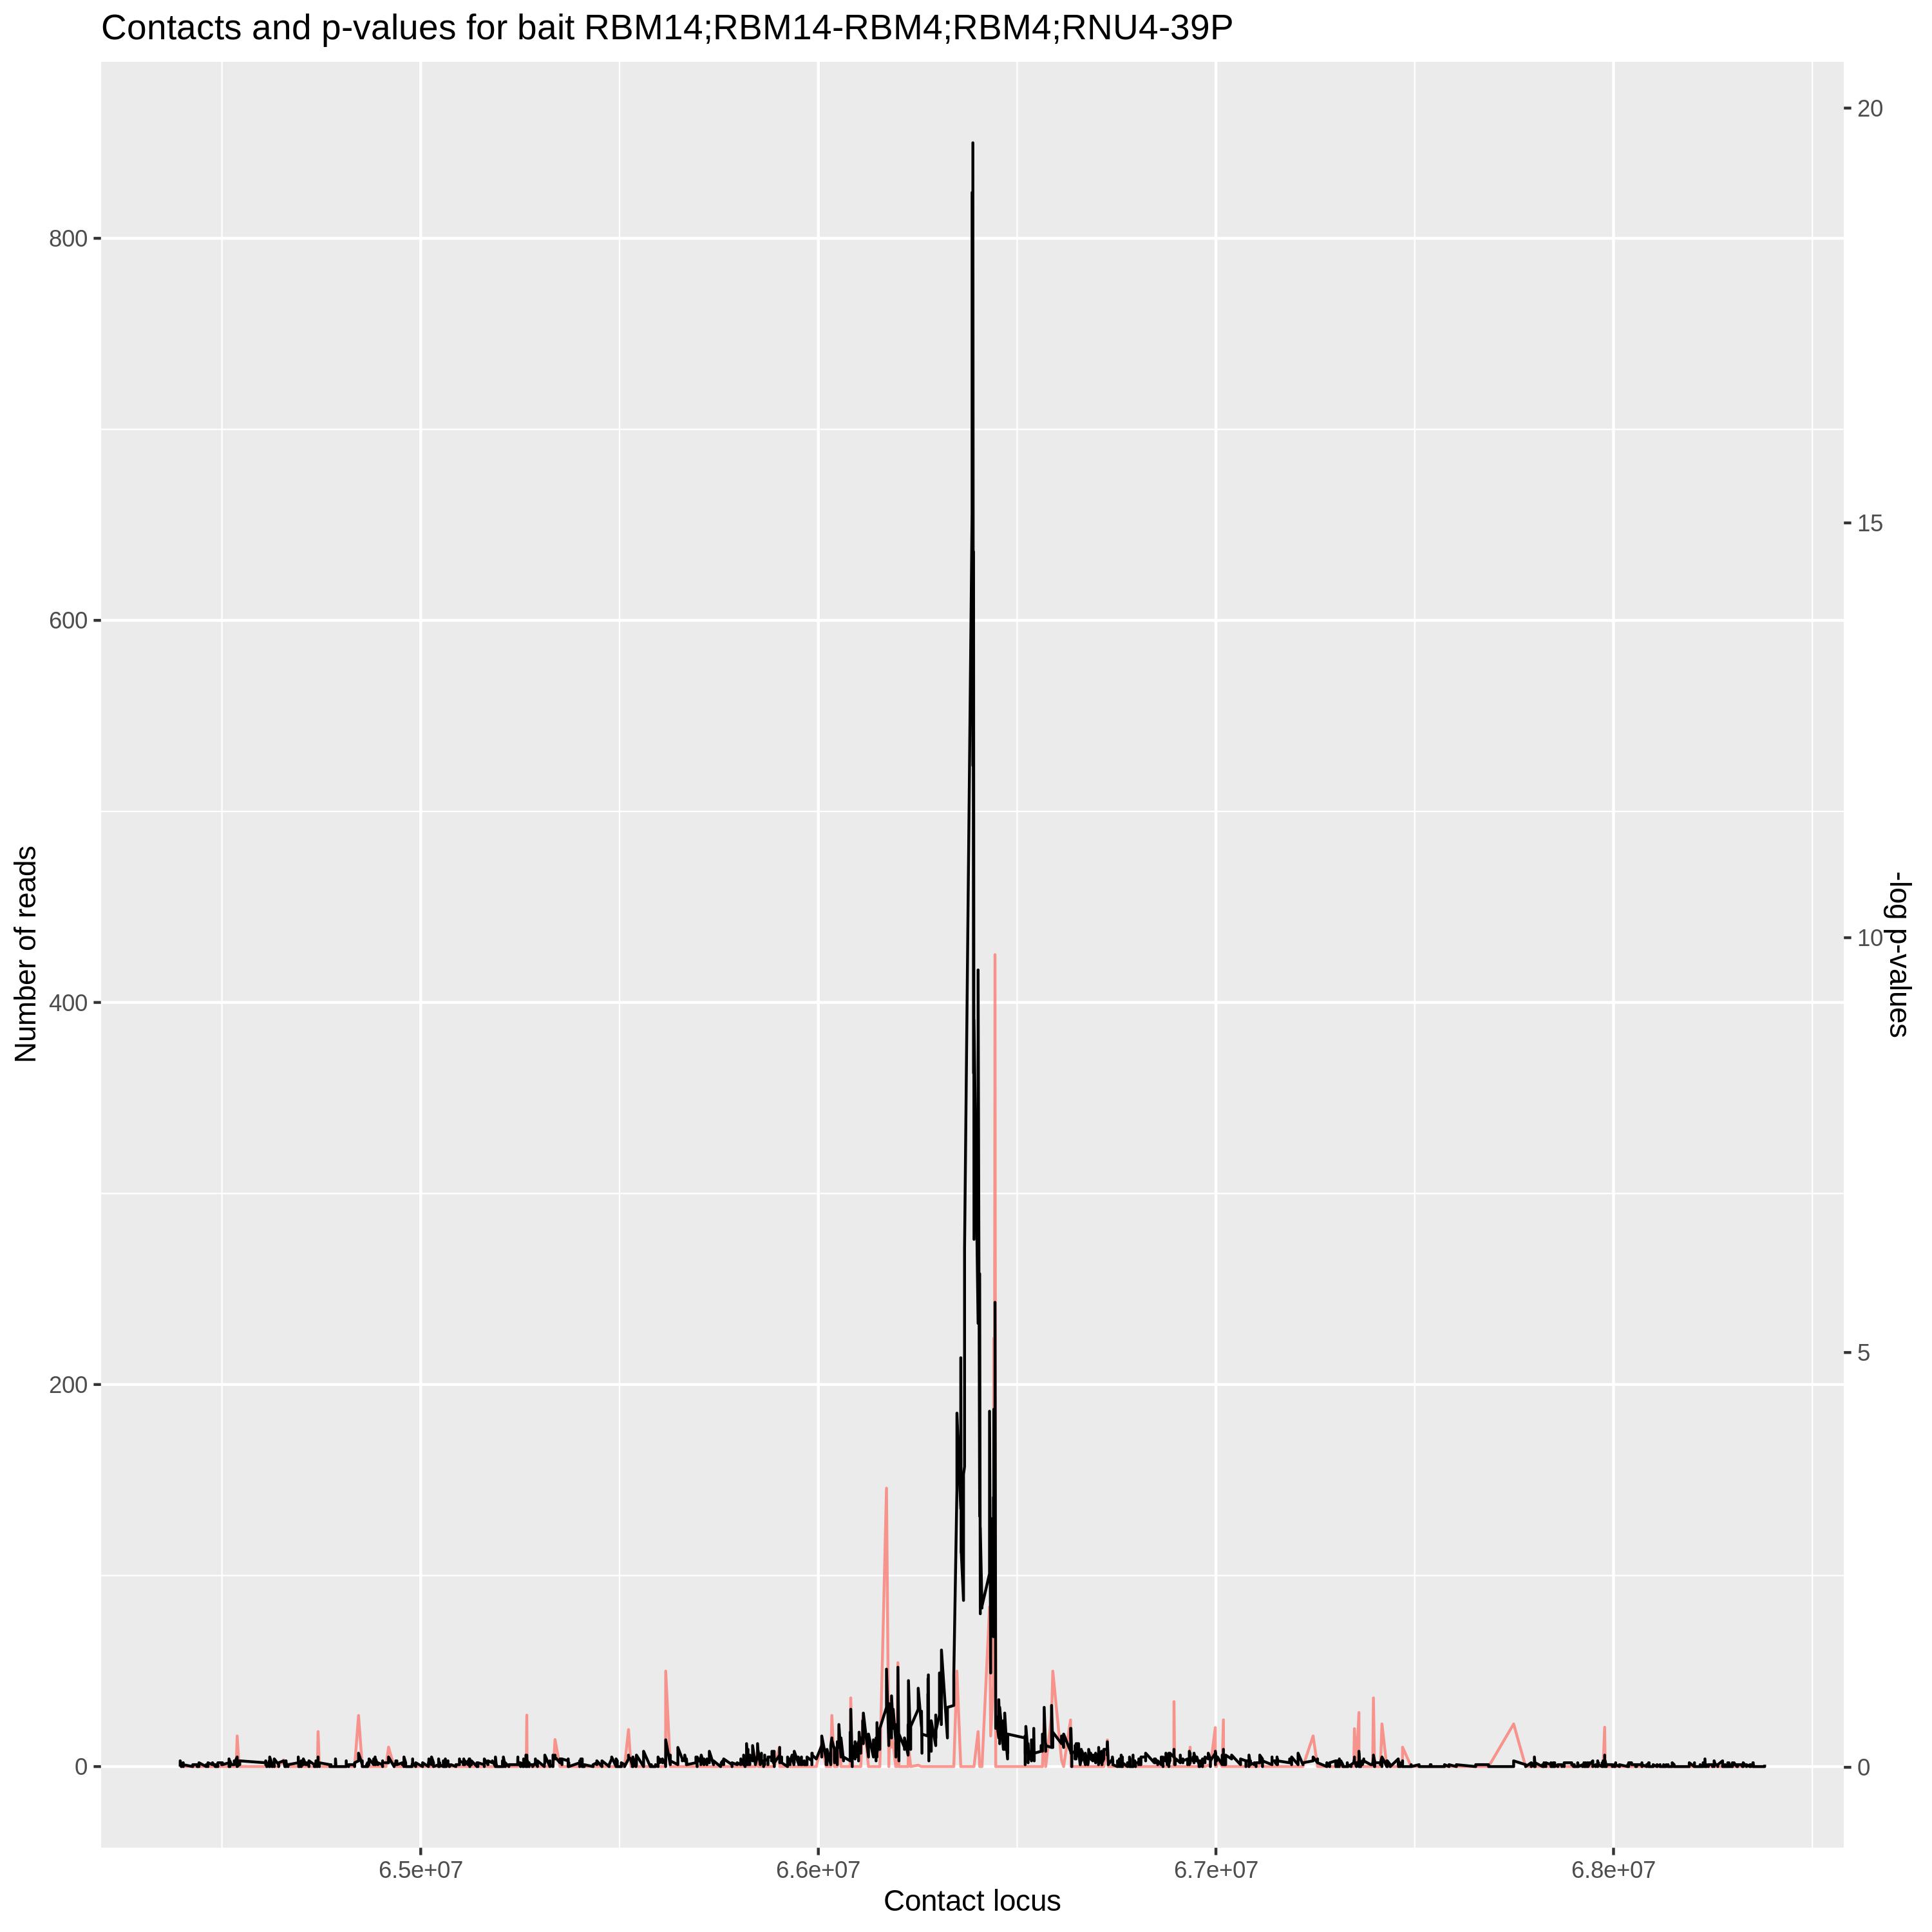 Contacts and p-values for bait RBM14;RBM14-RBM4;RBM4;RNU4-39P
Number of reads
800
600
400
200
0
20
15
10
5
0
-log p-values
6.5e+07 6.6e+07 6.7e+07 6.8e+07
Contact locus